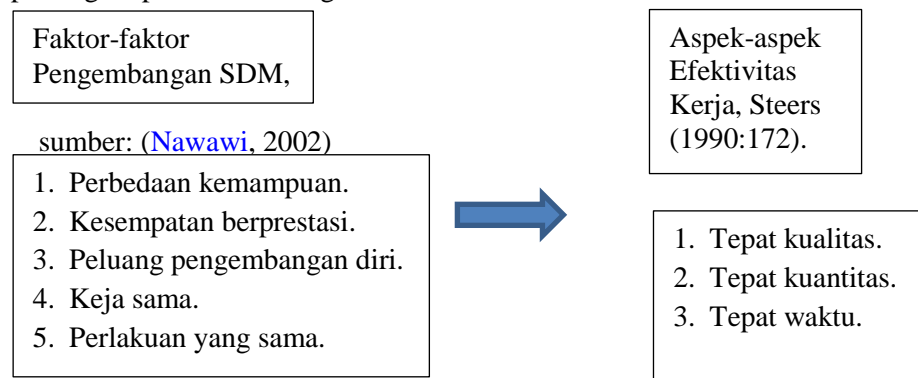 Faktor-faktor
Pengembangan SDM,
sumber: (Nawawi, 2002)
1. Perbedaan kemampuan.
2. Kesempatan berprestasi.
3. Peluang pengembangan diri.
4. Keja sama.
5. Perlakuan yang sama.
Aspek-aspek
Efektivitas
Kerja, Steers
(1990:172).
1. Tepat kualitas.
2. Tepat kuantitas.
3. Tepat waktu.